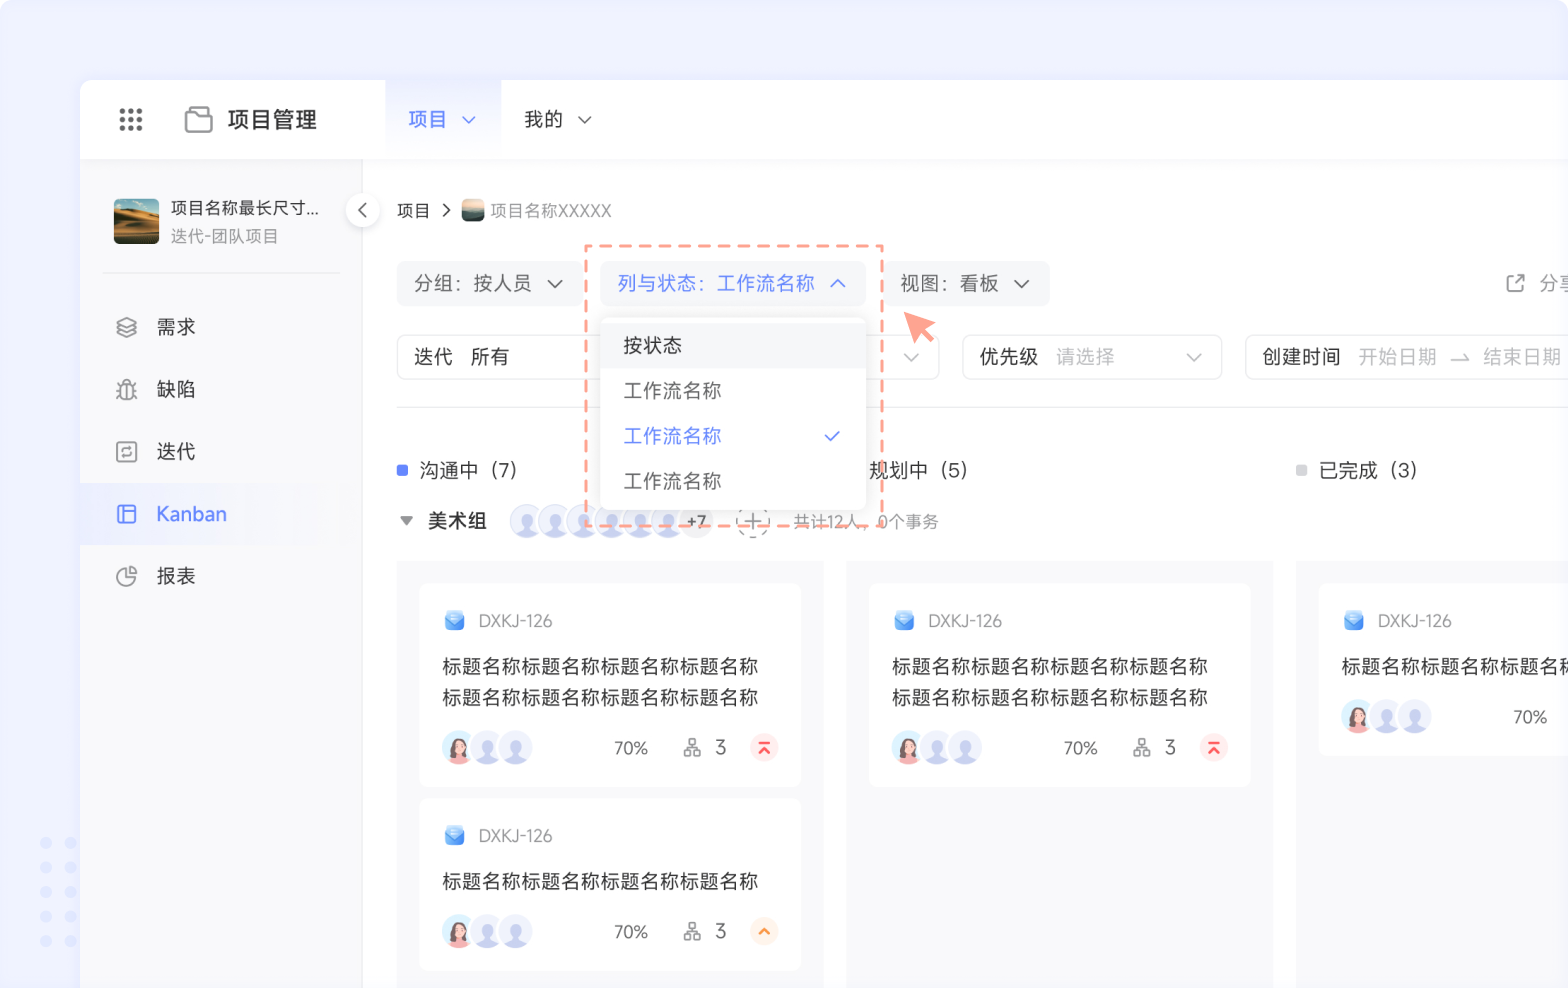 项目管理
项目
我的
项目名称最长尺寸...
迭代-团队项目
需求
缺陷
迭代
Kanban
报表
项目
项目名称XXXXX
分组：按人员
列与状态：工作流名称
视图：看板
分享
按状态
工作流名称
工作流名称
工作流名称
迭代 所有
优先级 请选择
创建时间 开始日期 结束日期
沟通中（7）
规划中（5）
已完成（3）
美术组
+7
共计12人，0个事务
DXKJ-126
标题名称标题名称标题名称标题名称
标题名称标题名称标题名称标题名称
70%
3
DXKJ-126
标题名称标题名称标题名称标题名称
70%
3
DXKJ-126
标题名称标题名称标题名称标题名称
标题名称标题名称标题名称标题名称
70%
3
DXKJ-126
标题名称标题名称标题名称
70%